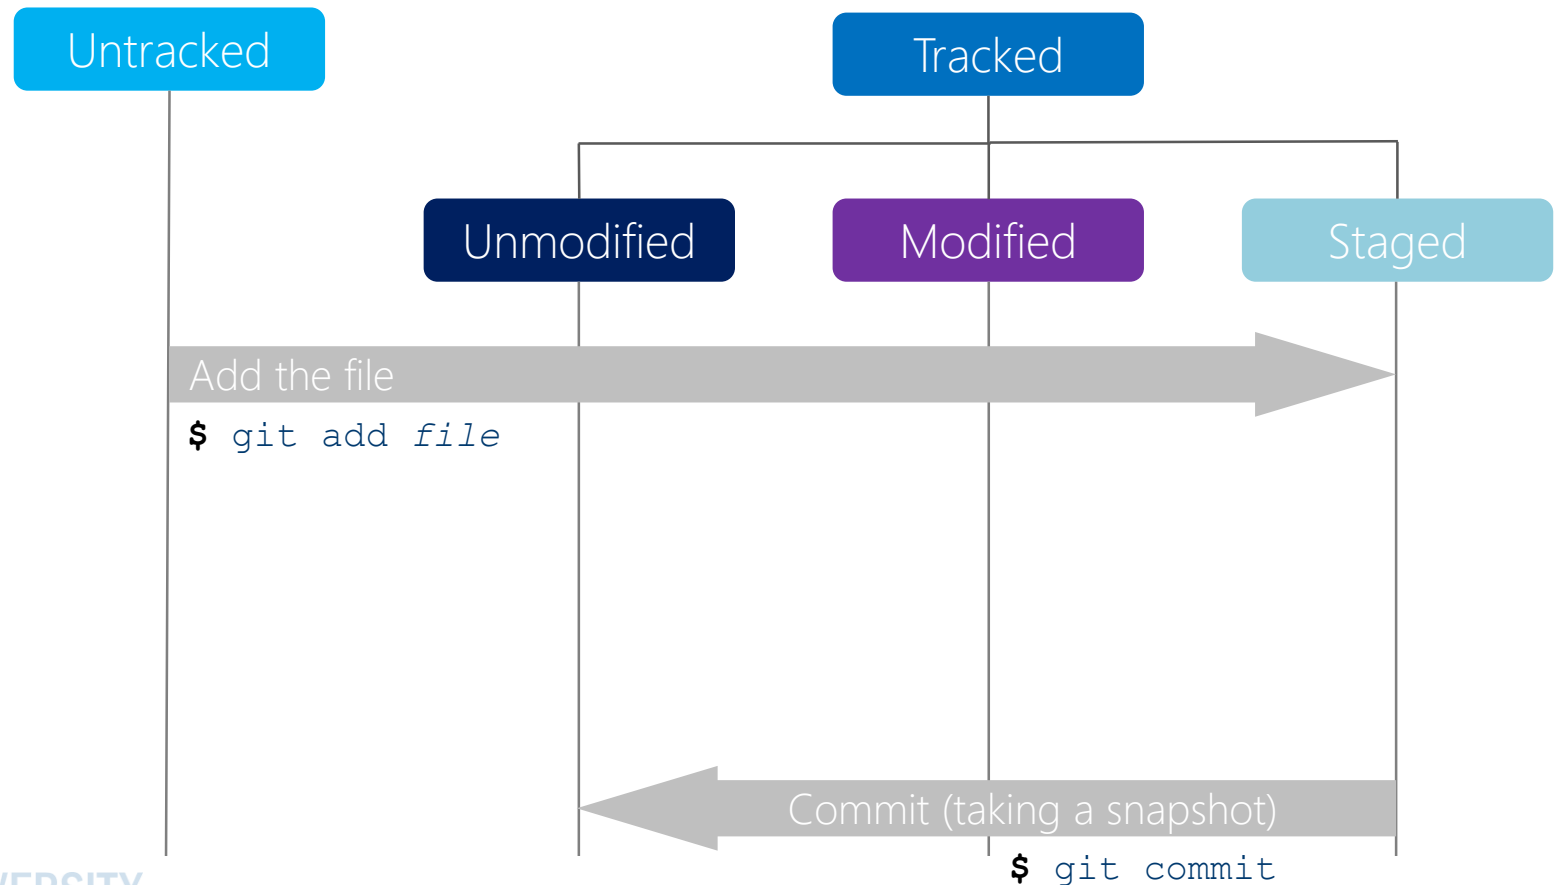 Untracked
Tracked
Unmodified
Modified
Staged
Add the file
$ git add file
Commit (taking a snapshot)
$ git commit